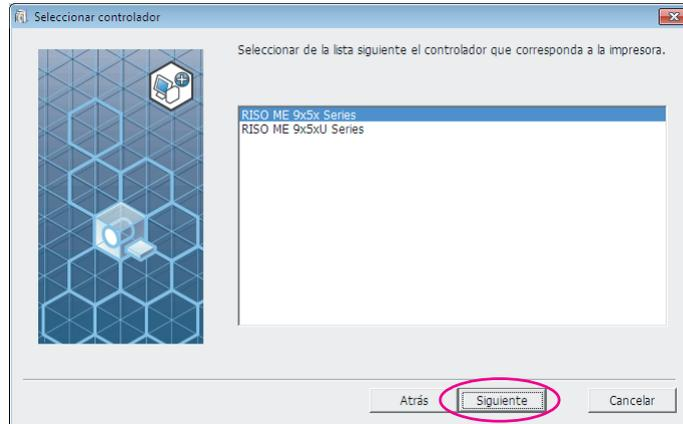 Seleccionar controlador
Seleccionar de la lista siguiente el controlador que corresponda a la impresora.
RISO ME 9x5x Series
RISO ME 9x5xU Series
Atrás
Siguiente
Cancelar